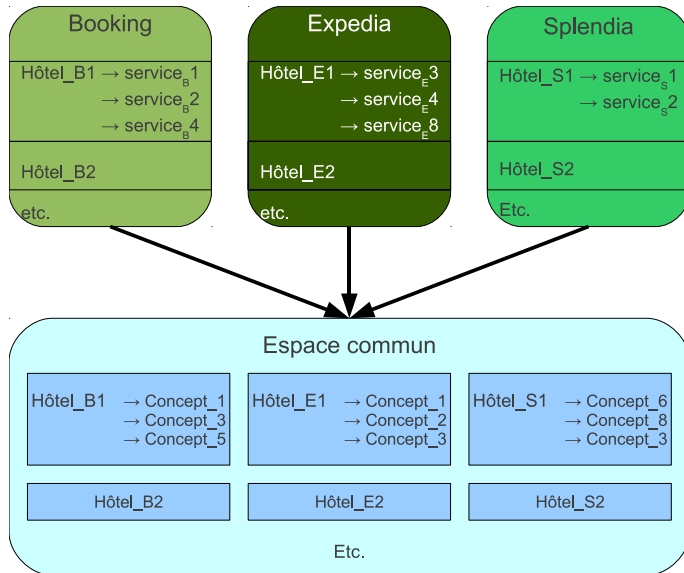 Booking
Hôtel_B1 → service_B1
→ service_B2
→ service_B4
Hôtel_B2
etc.
Expedia
Hôtel_E1 → service_E3
→ service_E4
→ service_E8
Hôtel_E2
etc.
Splendia
Hôtel_S1 → service_S1
→ service_S2
Hôtel_S2
Etc.
Espace commun
Hôtel_B1 → Concept_1
→ Concept_3
→ Concept_5
Hôtel_E1 → Concept_1
→ Concept_2
→ Concept_3
Hôtel_S1 → Concept_6
→ Concept_8
→ Concept_3
Hôtel_B2
Hôtel_E2
Hôtel_S2
Etc.